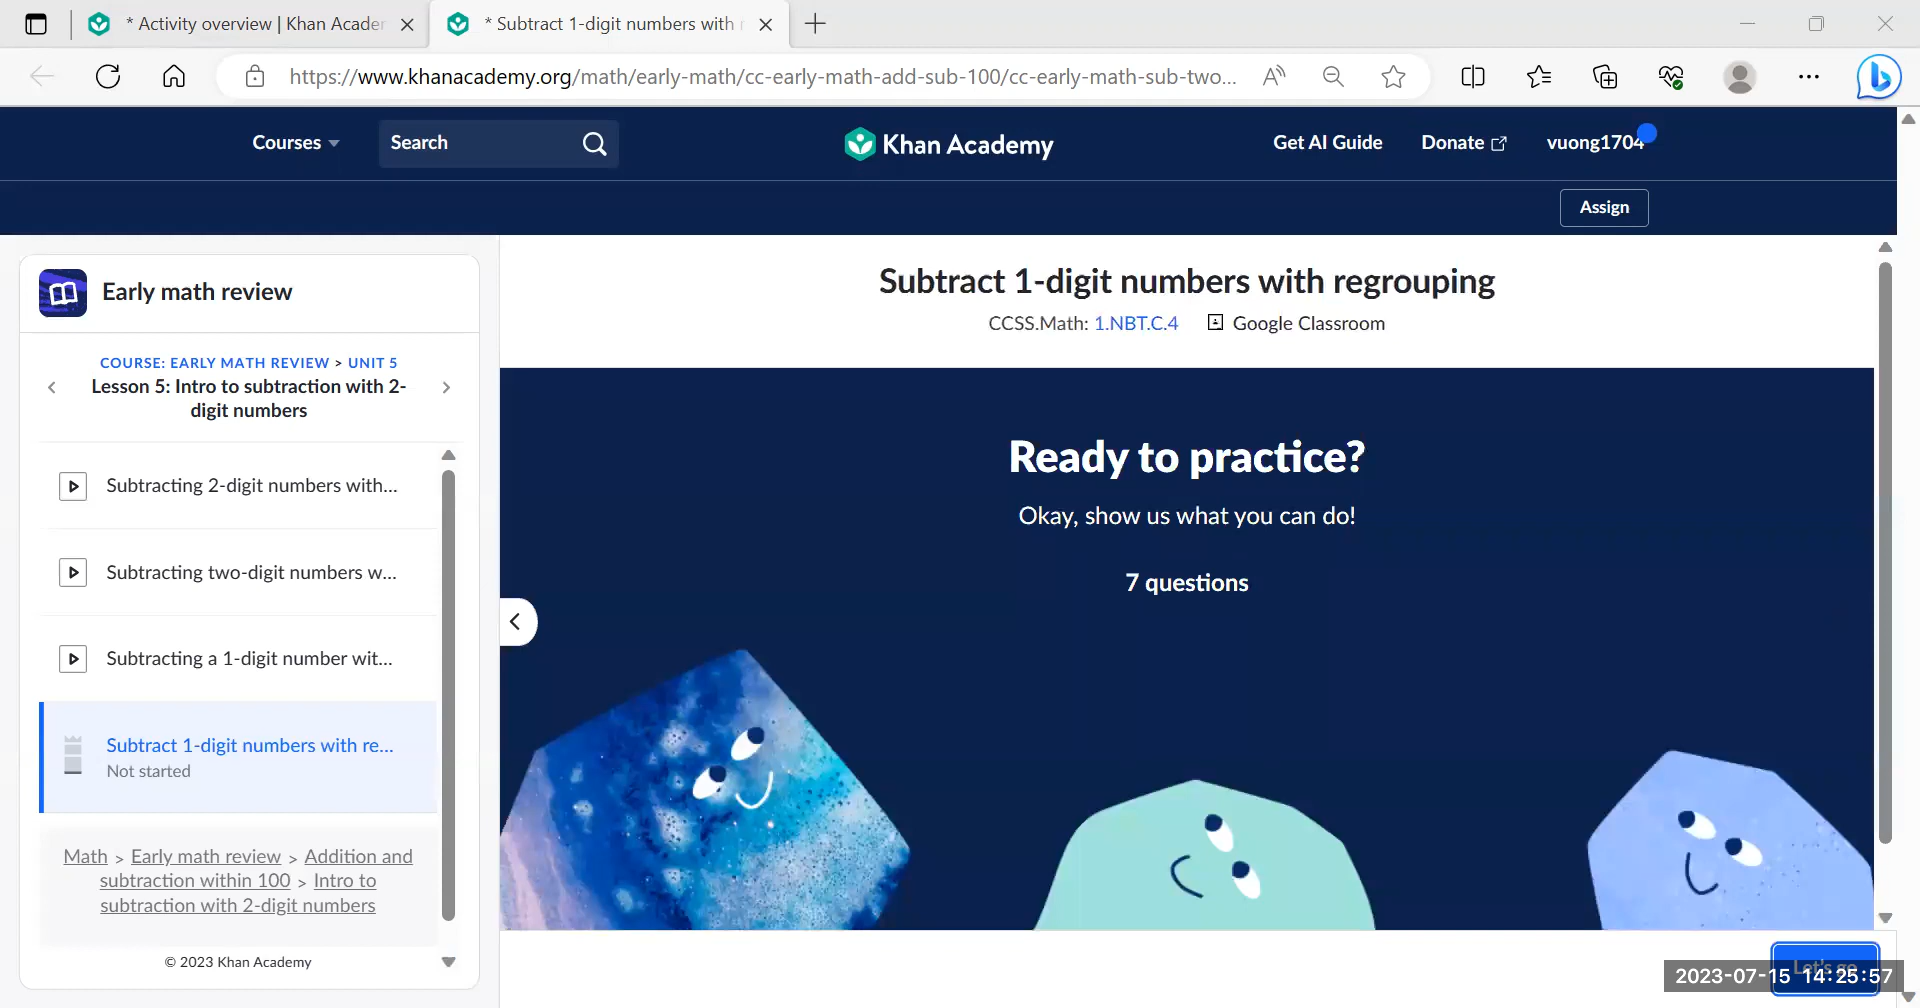 * Activity overview | Khan Acader
* Subtract 1-digit numbers with
https://www.khanacademy.org/math/early-math/cc-early-math-add-sub-100/cc-early-math-sub-two...
Courses
Search
Khan Academy
Get AI Guide
Donate
vuong1704
Assign
Early math review
COURSE: EARLY MATH REVIEW > UNIT 5
Lesson 5: Intro to subtraction with 2-
digit numbers
Subtracting 2-digit numbers with...
Subtracting two-digit numbers w...
Subtracting a 1-digit number wit...
Subtract 1-digit numbers with re...
Not started
Math > Early math review > Addition and
subtraction within 100 > Intro to
subtraction with 2-digit numbers
© 2023 Khan Academy
Subtract 1-digit numbers with regrouping
CCSS.Math: 1.NBT.C.4 Google Classroom
Ready to practice?
Okay, show us what you can do!
7 questions
2023-07-15 14:25:57